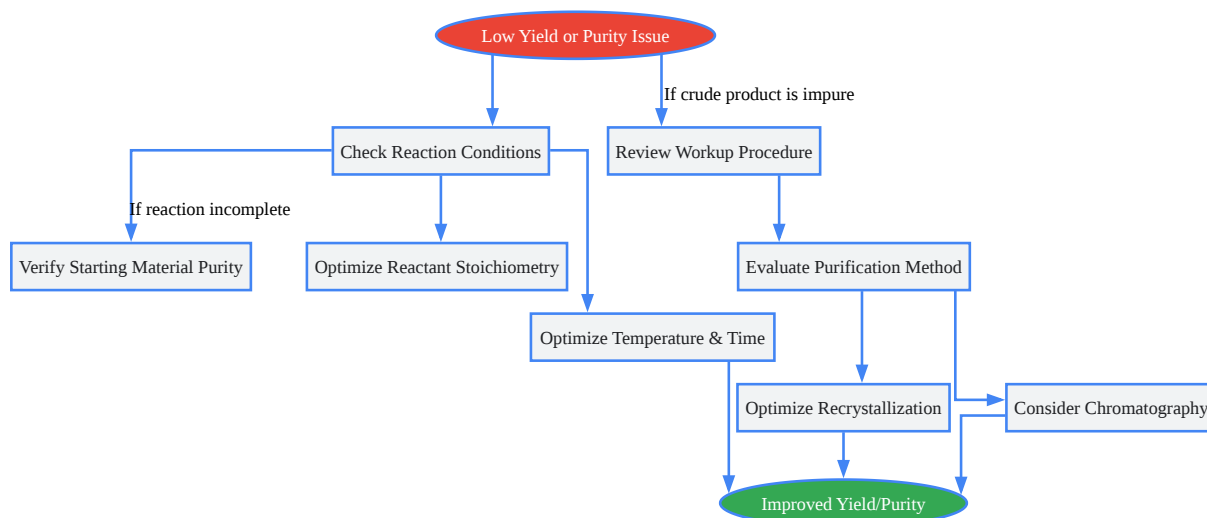 Low Yield or Purity Issue
If crude product is impure
Check Reaction Conditions
Review Workup Procedure
If reaction incomplete
Verify Starting Material Purity
Optimize Reactant Stoichiometry
Evaluate Purification Method
Optimize Temperature & Time
Optimize Recrystallization
Consider Chromatography
Improved Yield/Purity